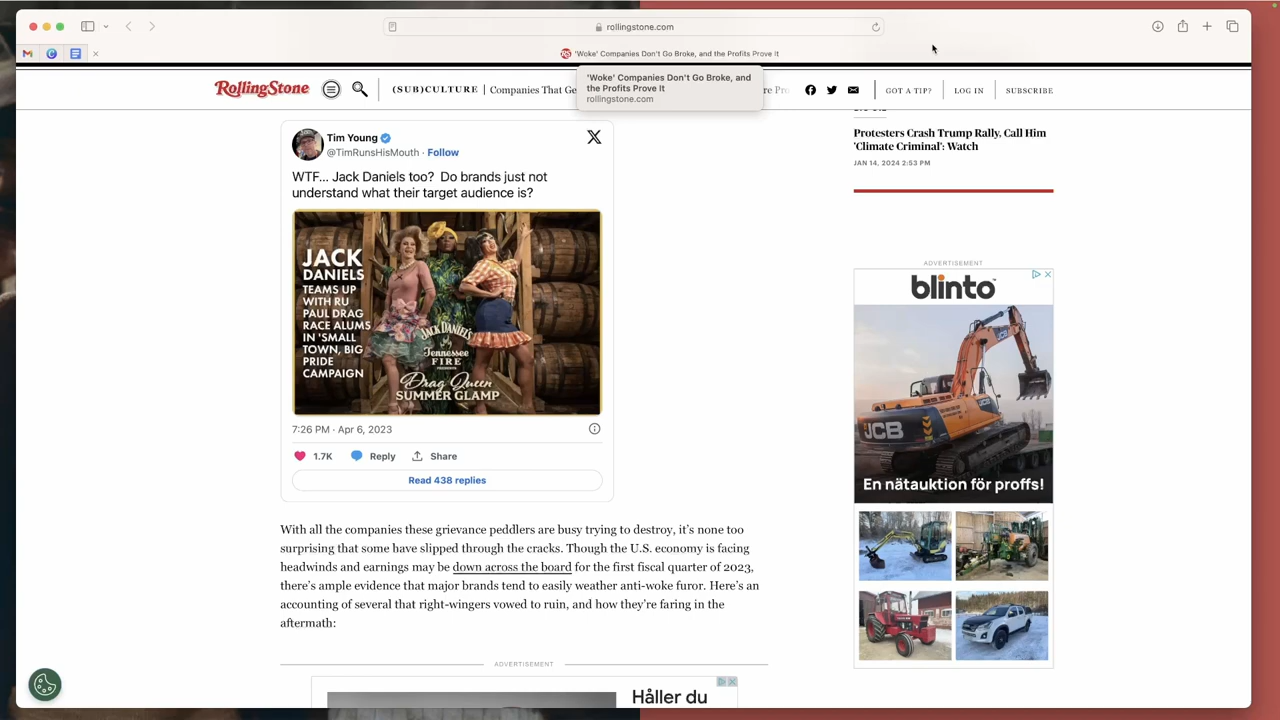 rollingstone.com
'Woke' Companies Don't Go Broke, and the Profits Prove It
'Woke' Companies Don't Go Broke, and
the Profits Prove It
rollingstone.com
RollingStone
(SUB)CULTURE | Companies That Ge
re Pro
GOT A TIP?
LOG IN
SUBSCRIBE
Tim Young
@TimRunsHisMouth · Follow
WTF... Jack Daniels too? Do brands just not
understand what their target audience is?
JACK
DANIELS
TEAMS UP
WITH RU
PAUL DRAG
RACE ALUMS
IN 'SMALL
TOWN, BIG
PRIDE
CAMPAIGN
JACK DANIEL'S
Tennessee
FIRE
PRESENTS
Drag Queen
SUMMER GLAMP
7:26 PM · Apr 6, 2023
1.7K
Reply
Share
Read 438 replies
With all the companies these grievance peddlers are busy trying to destroy, it's none too
surprising that some have slipped through the cracks. Though the U.S. economy is facing
headwinds and earnings may be down across the board for the first fiscal quarter of 2023,
there's ample evidence that major brands tend to easily weather anti-woke furor. Here's an
accounting of several that right-wingers vowed to ruin, and how they're faring in the
aftermath:
ADVERTISEMENT
Håller du
Protesters Crash Trump Rally, Call Him
'Climate Criminal': Watch
JAN 14, 2024 2:53 PM
ADVERTISEMENT
blinto
JCB
En nätauktion för proffs!